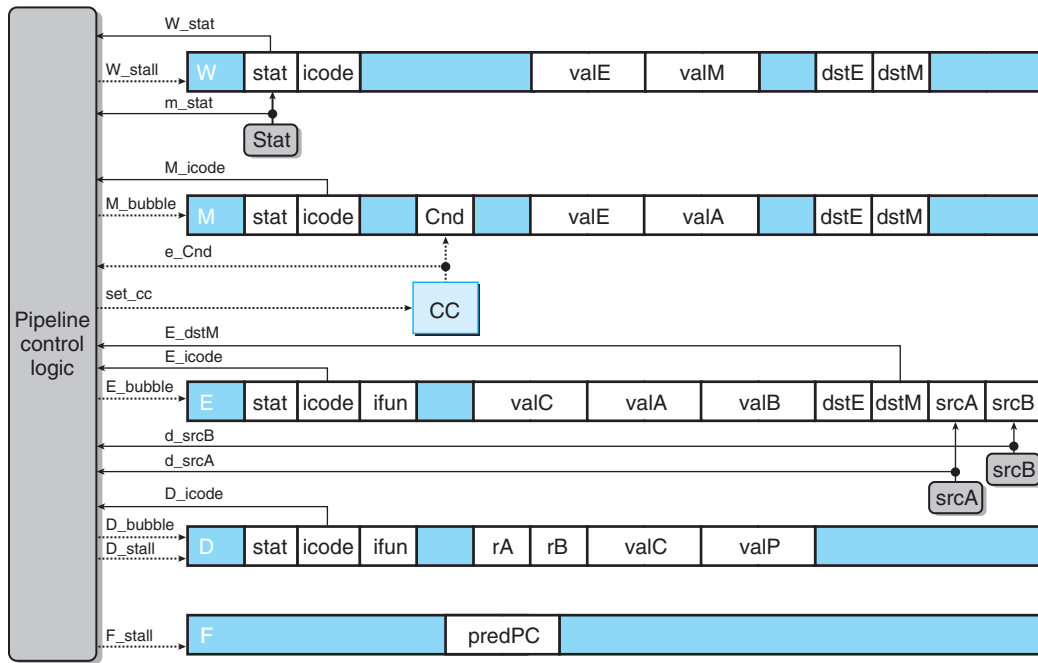 W_stat
W_stall
W stat icode valE valM dstE dstM
m_stat
Stat
M_icode
M_bubble
M stat icode Cnd valE valA dstE dstM
e_Cnd
set_cc
CC
Pipeline
control
logic
E_dstM
E_icode
E_bubble
E stat icode ifun valC valA valB dstE dstM srcA srcB
d_srcB
srcB
d_srcA
srcA
D_icode
D_bubble
D_stall
D stat icode ifun rA rB valC valP
F_stall
F predPC